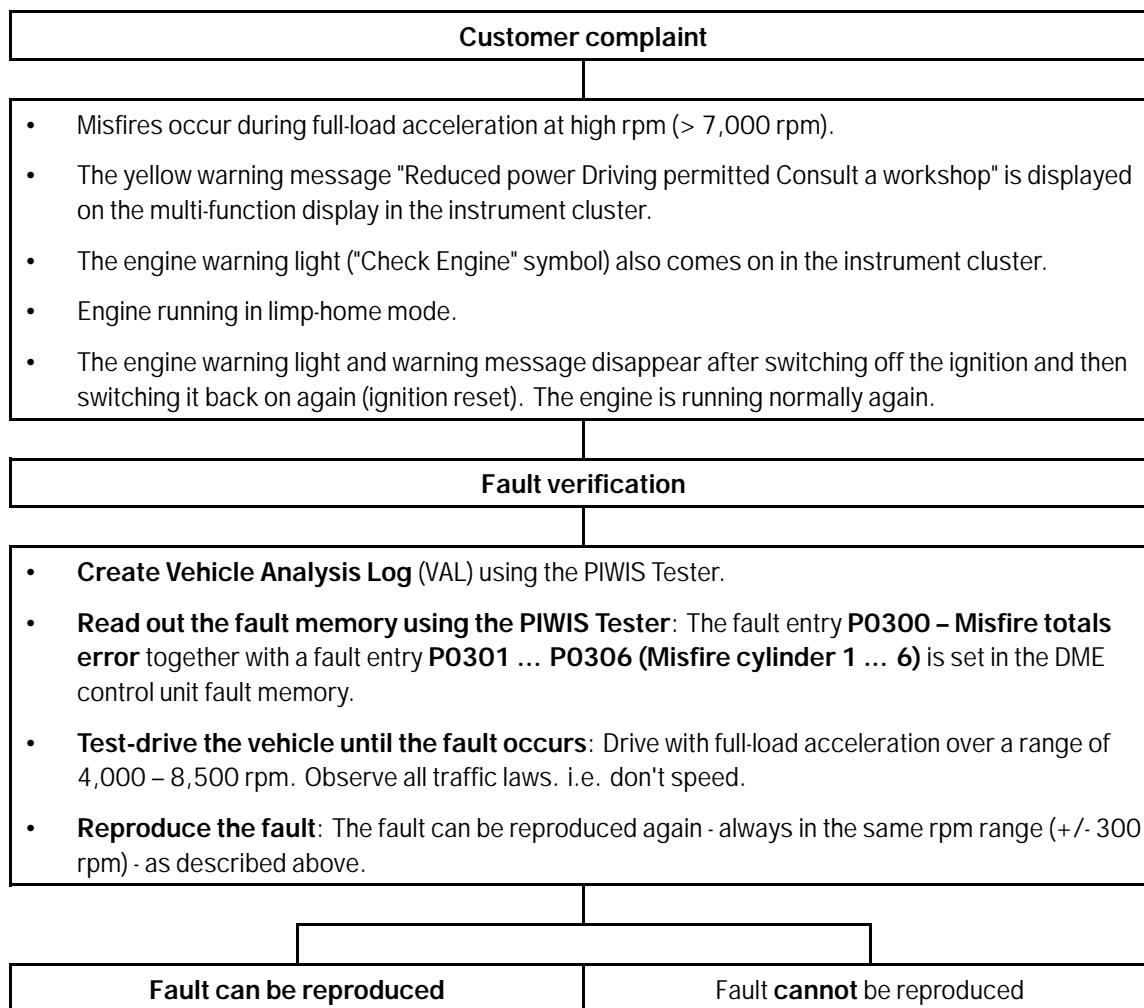 Customer complaint
• Misfires occur during full-load acceleration at high rpm (> 7,000 rpm).
• The yellow warning message "Reduced power Driving permitted Consult a workshop" is displayed
on the multi-function display in the instrument cluster.
• The engine warning light ("Check Engine" symbol) also comes on in the instrument cluster.
• Engine running in limp-home mode.
• The engine warning light and warning message disappear after switching off the ignition and then
switching it back on again (ignition reset). The engine is running normally again.
Fault verification
• Create Vehicle Analysis Log (VAL) using the PIWIS Tester.
• Read out the fault memory using the PIWIS Tester: The fault entry P0300 – Misfire totals
error together with a fault entry P0301 ... P0306 (Misfire cylinder 1 ... 6) is set in the DME
control unit fault memory.
• Test-drive the vehicle until the fault occurs: Drive with full-load acceleration over a range of
4,000 – 8,500 rpm. Observe all traffic laws. i.e. don't speed.
• Reproduce the fault: The fault can be reproduced again - always in the same rpm range (+/- 300
rpm) - as described above.
Fault can be reproduced
Fault cannot be reproduced